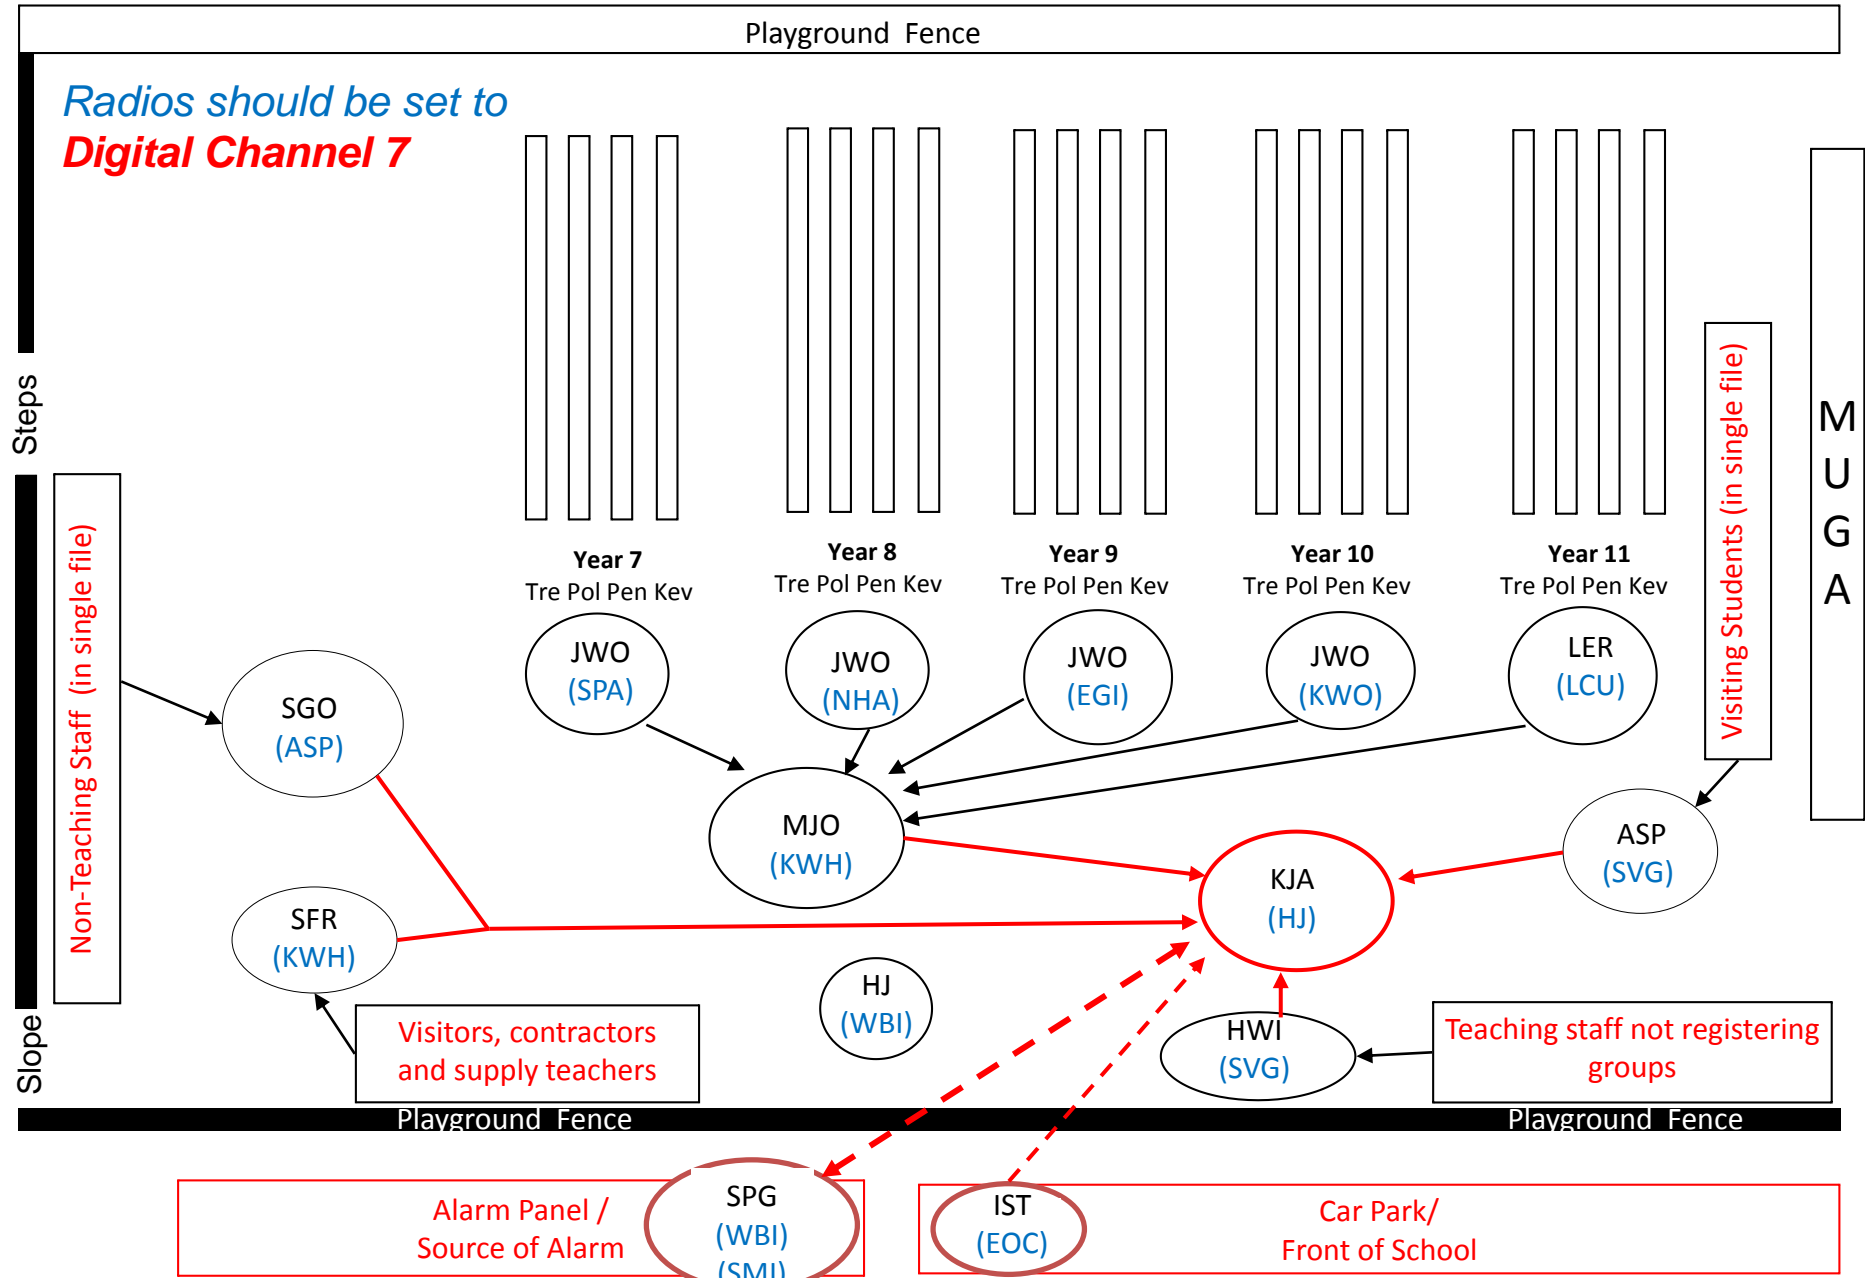 Playground Fence
Radios should be set to
Digital Channel 7
Steps
Slope
Non-Teaching Staff (in single file)
Year 7
Tre Pol Pen Kev
Year 8
Tre Pol Pen Kev
Year 9
Tre Pol Pen Kev
Year 10
Tre Pol Pen Kev
Year 11
Tre Pol Pen Kev
Visiting Students (in single file)
M
U
G
A
JWO
(SPA)
JWO
(NHA)
JWO
(EGI)
JWO
(KWO)
LER
(LCU)
SGO
(ASP)
MJO
(KWH)
KJA
(HJ)
ASP
(SVG)
SFR
(KWH)
HJ
(WBI)
HWI
(SVG)
Visitors, contractors
and supply teachers
Teaching staff not registering
groups
Playground Fence
Playground Fence
Alarm Panel /
Source of Alarm
SPG
(WBI)
(SMI)
IST
(EOC)
Car Park/
Front of School